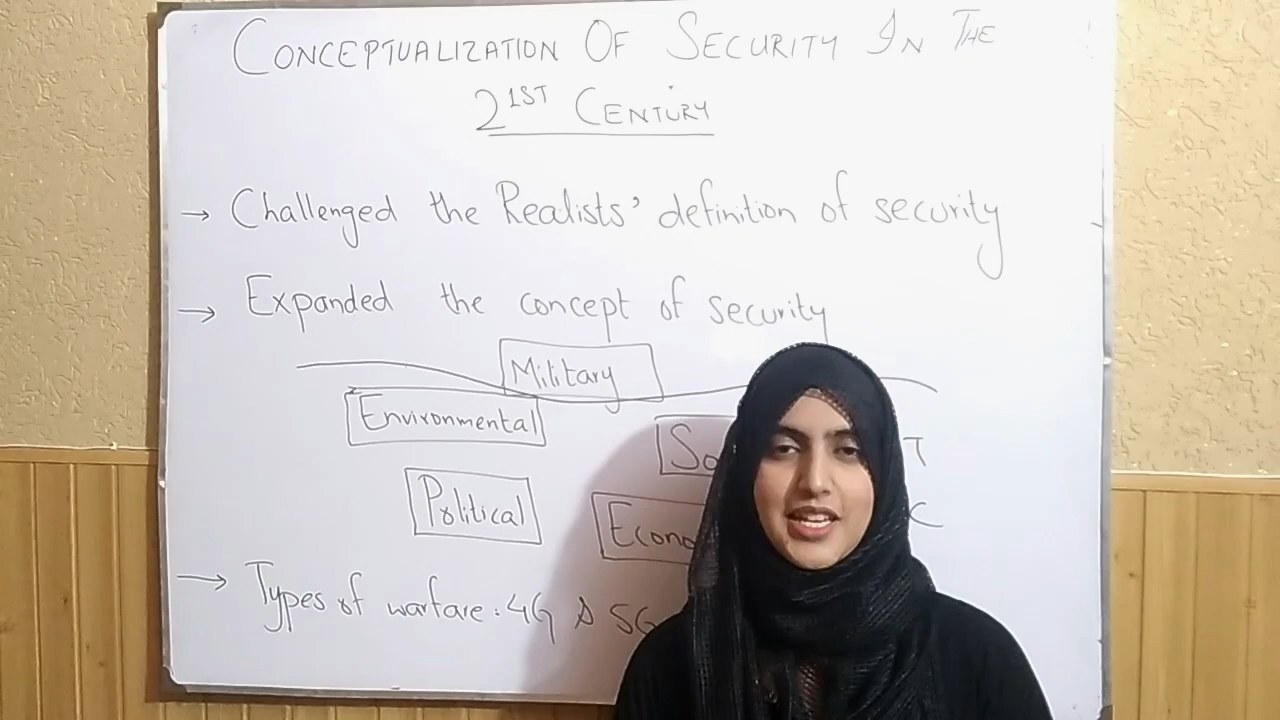 CONCEPTUALIZATION OF SECURITY IN THE
21ST CENTURY
→ Challenged the Realists' definition of security
→ Expanded the concept of security
Military
Environmental
Political
→ Types of warfare: 4G & 5G